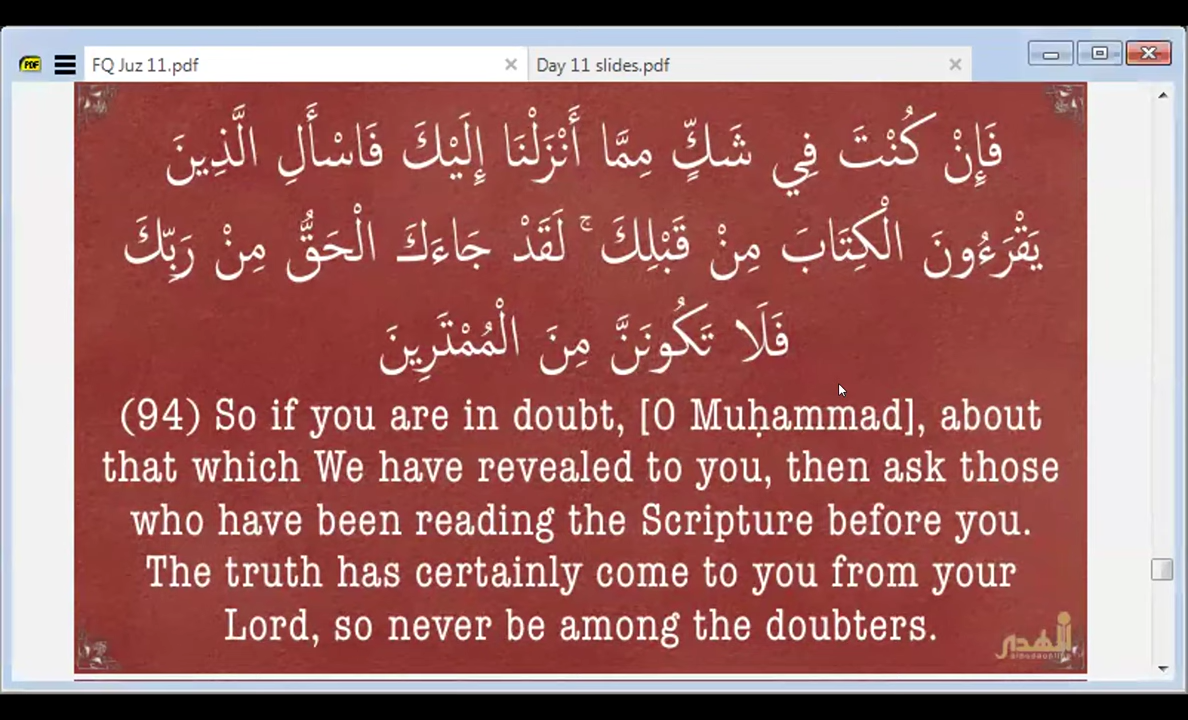 FQ Juz 11.pdf
Day 11 slides.pdf
فَإِنْ كُنْتَ فِي شَكٍّ مِمَّا أَنْزَلْنَا إِلَيْكَ فَاسْأَلِ الَّذِينَ
يَقْرَءُونَ الْكِتَابَ مِنْ قَبْلِكَ ۚ لَقَدْ جَاءَكَ الْحَقُّ مِنْ رَبِّكَ
فَلَا تَكُونَنَّ مِنَ الْمُمْتَرِينَ
(94) So if you are in doubt, [O Muḥammad], about
that which We have revealed to you, then ask those
who have been reading the Scripture before you.
The truth has certainly come to you from your
Lord, so never be among the doubters.
الهدى